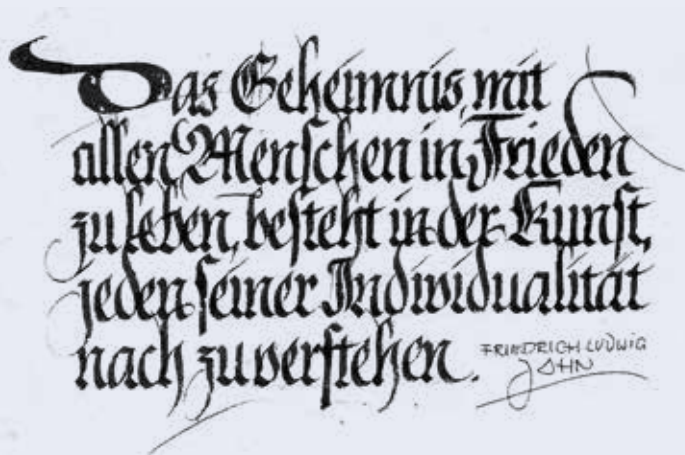 Das Geheimnis, mit
allen Menschen in Frieden
zu leben, besteht in der Kunst,
jeden seiner Individualität
nach zu verstehen.
FRIEDRICH LUDWIG
JAHN